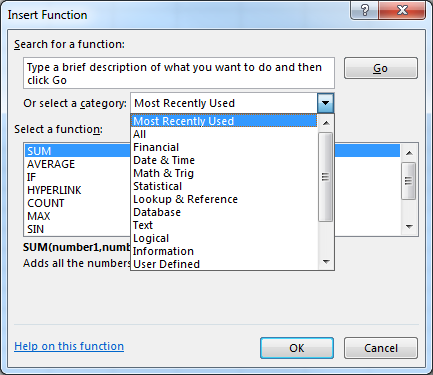 Insert Function
?
Search for a function:
Type a brief description of what you want to do and then
click Go
Go
Or select a category:
Most Recently Used
Most Recently Used
All
Financial
Date & Time
Math & Trig
Statistical
Lookup & Reference
Database
Text
Logical
Information
User Defined
Select a function:
SUM
AVERAGE
IF
HYPERLINK
COUNT
MAX
SIN
SUM(number1,numb
Adds all the numbers
Help on this function
OK
Cancel